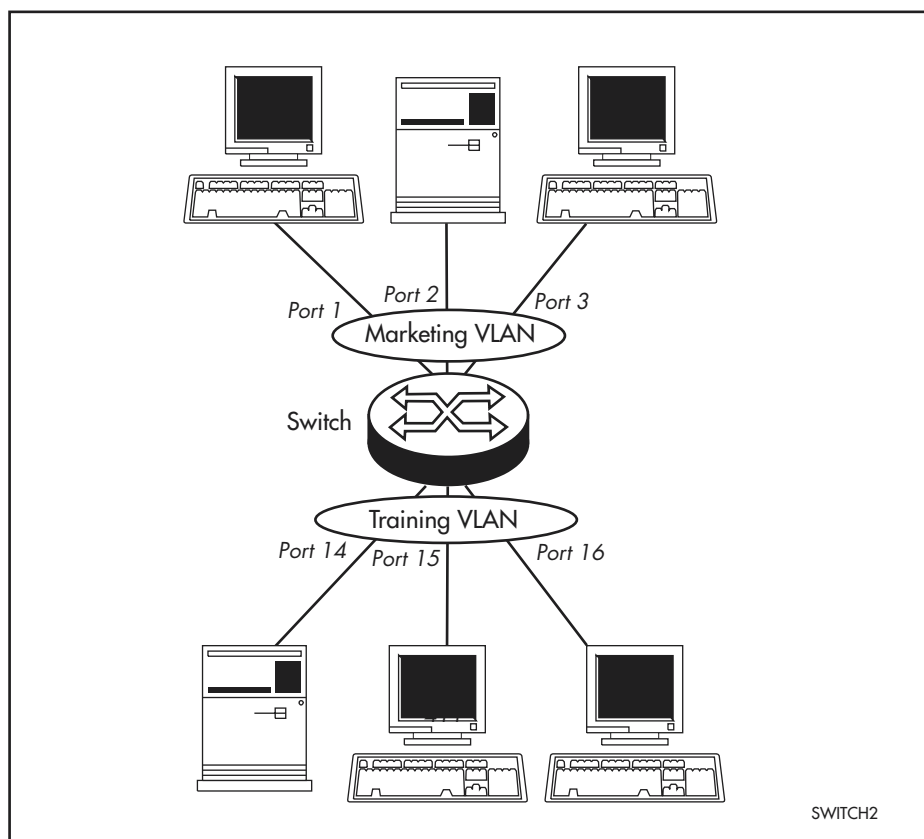 Port 1
Port 2
Port 3
Marketing VLAN
Switch
Training VLAN
Port 14
Port 15
Port 16
SWITCH2